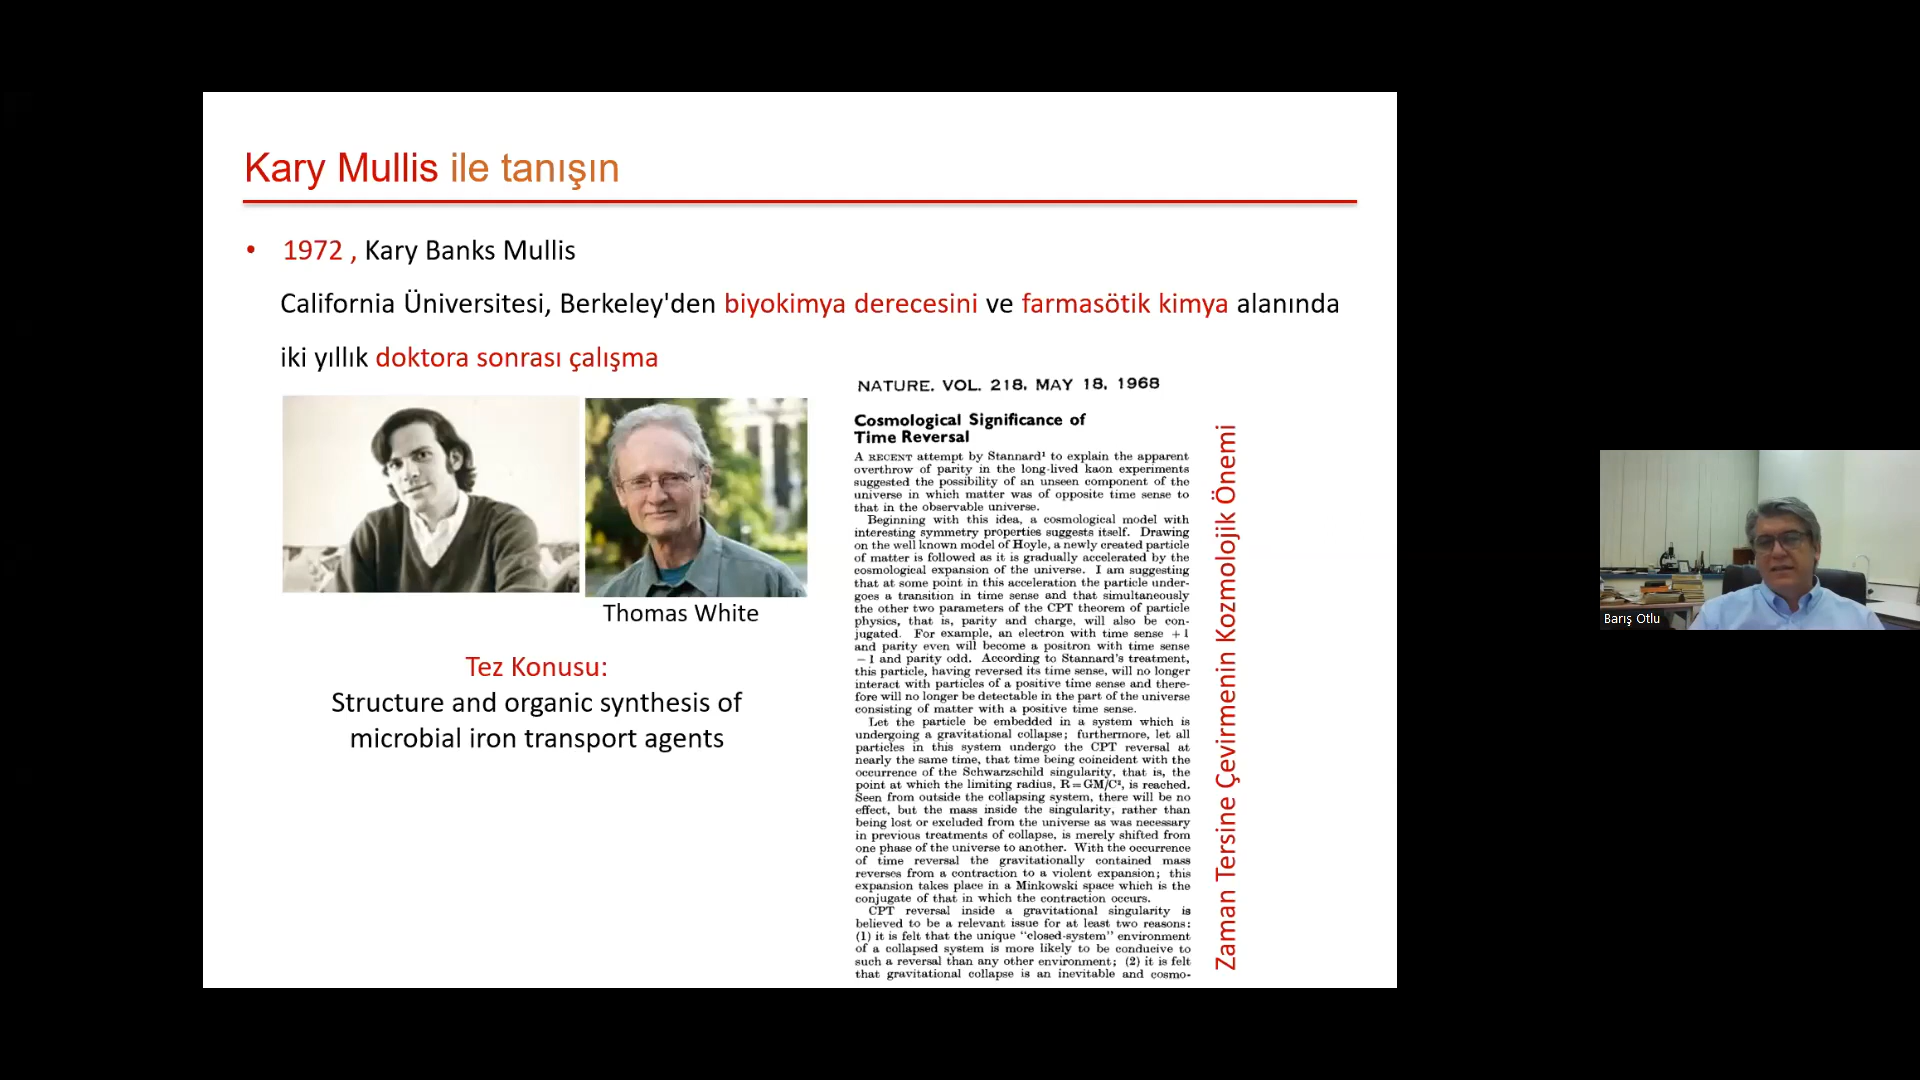 Kary Mullis ile tanışın
• 1972 , Kary Banks Mullis
California Üniversitesi, Berkeley'den biyokimya derecesini ve farmasötik kimya alanında
iki yıllık doktora sonrası çalışma
Thomas White
Tez Konusu:
Structure and organic synthesis of
microbial iron transport agents
NATURE. VOL. 218, MAY 18, 1968
Cosmological Significance of
Time Reversal
A RECENT attempt by Stannard¹ to explain the apparent
overthrow of parity in the long-lived kaon experiments
suggested the possibility of an unseen component of the
universe in which matter was of opposite time sense to
that in the observable universe.
Beginning with this idea, a cosmological model with
interesting symmetry properties suggests itself. Drawing
on the well known model of Hoyle, a newly created particle
of matter is followed as it is gradually accelerated by the
cosmological expansion of the universe. I am suggesting
that at some point in this acceleration the particle under-
goes a transition in time sense and that simultaneously
the other two parameters of the CPT theorem of particle
physics, that is, parity and charge, will also be con-
jugated. For example, an electron with time sense +1
and parity even will become a positron with time sense
−1 and parity odd. According to Stannard's treatment,
this particle, having reversed its time sense, will no longer
interact with particles of a positive time sense and there-
fore will no longer be detectable in the part of the universe
consisting of matter with a positive time sense.
Let the particle be embedded in a system which is
undergoing a gravitational collapse; furthermore, let all
particles in this system undergo the CPT reversal at
nearly the same time, that time being coincident with the
occurrence of the Schwarzschild singularity, that is, the
point at which the limiting radius, R=GM/C², is reached.
Seen from outside the collapsing system, there will be no
effect, but the mass inside the singularity, rather than
being lost or excluded from the universe as was necessary
in previous treatments of collapse, is merely shifted from
one phase of the universe to another. With the occurrence
of time reversal the gravitationally contained mass
reverses from a contraction to a violent expansion; this
expansion takes place in a Minkowski space which is the
conjugate of that in which the contraction occurs.
CPT reversal inside a gravitational singularity is
believed to be a relevant issue for at least two reasons:
(1) it is felt that the unique "closed-system" environment
of a collapsed system is more likely to be conducive to
such a reversal than any other environment; (2) it is felt
that gravitational collapse is an inevitable and cosmo-
Zaman Tersine Çevirmenin Kozmolojik Önemi
Barış Otlu